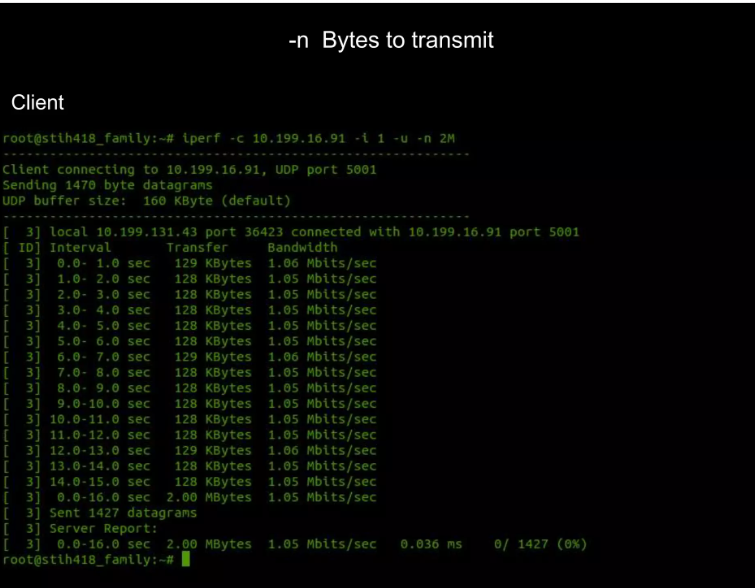 -n Bytes to transmit
Client
root@stih418_family:~# iperf -c 10.199.16.91 -i 1 -u -n 2M
------------------------------------------------------------
Client connecting to 10.199.16.91, UDP port 5001
Sending 1470 byte datagrams
UDP buffer size:  160 KByte (default)
------------------------------------------------------------
[  3] local 10.199.131.43 port 36423 connected with 10.199.16.91 port 5001
[ ID] Interval       Transfer     Bandwidth
[  3]  0.0- 1.0 sec   129 KBytes  1.06 Mbits/sec
[  3]  1.0- 2.0 sec   128 KBytes  1.05 Mbits/sec
[  3]  2.0- 3.0 sec   128 KBytes  1.05 Mbits/sec
[  3]  3.0- 4.0 sec   128 KBytes  1.05 Mbits/sec
[  3]  4.0- 5.0 sec   128 KBytes  1.05 Mbits/sec
[  3]  5.0- 6.0 sec   128 KBytes  1.05 Mbits/sec
[  3]  6.0- 7.0 sec   129 KBytes  1.06 Mbits/sec
[  3]  7.0- 8.0 sec   128 KBytes  1.05 Mbits/sec
[  3]  8.0- 9.0 sec   128 KBytes  1.05 Mbits/sec
[  3]  9.0-10.0 sec   128 KBytes  1.05 Mbits/sec
[  3] 10.0-11.0 sec   128 KBytes  1.05 Mbits/sec
[  3] 11.0-12.0 sec   128 KBytes  1.05 Mbits/sec
[  3] 12.0-13.0 sec   129 KBytes  1.06 Mbits/sec
[  3] 13.0-14.0 sec   128 KBytes  1.05 Mbits/sec
[  3] 14.0-15.0 sec   128 KBytes  1.05 Mbits/sec
[  3]  0.0-16.0 sec  2.00 MBytes  1.05 Mbits/sec
[  3] Sent 1427 datagrams
[  3] Server Report:
[  3]  0.0-16.0 sec  2.00 MBytes  1.05 Mbits/sec   0.036 ms    0/ 1427 (0%)
root@stih418_family:~#